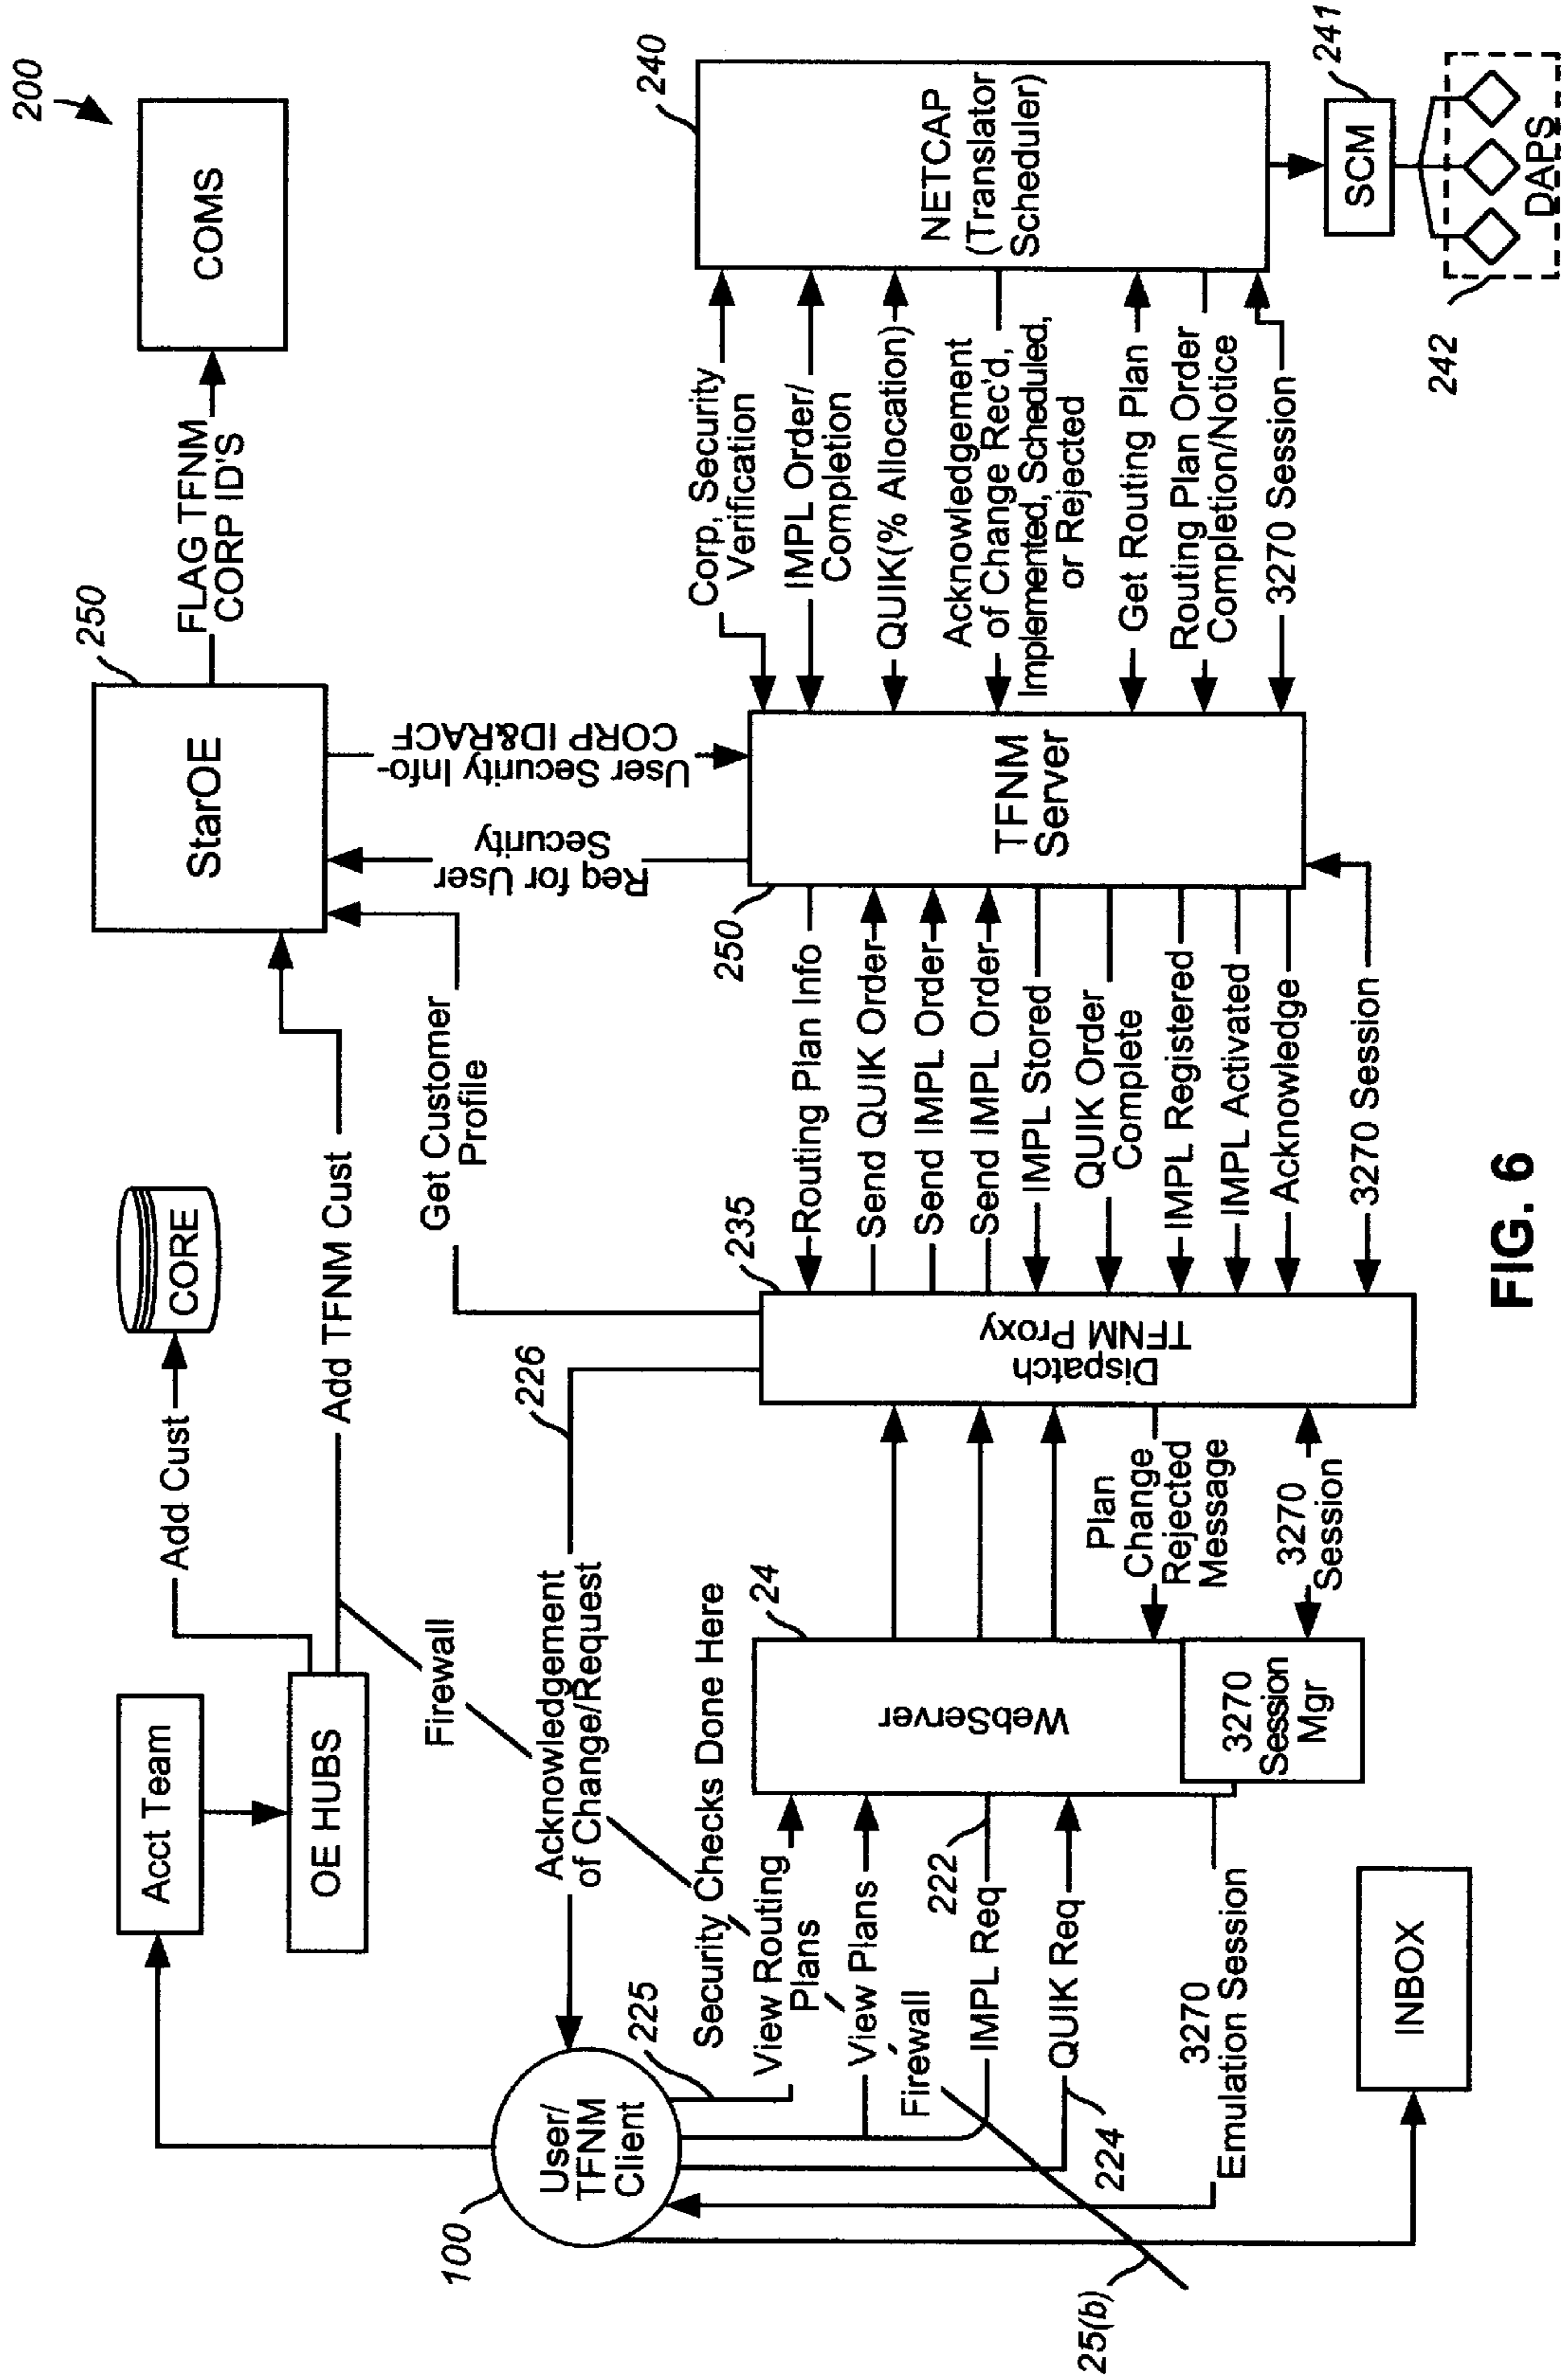 200
COMS
FLAG TFNM
CORP ID'S
250
StarOE
Add TFNM Cust
CORE
Add Cust
Acct Team
OE HUBS
Firewall
Get Customer
Profile
Req for User
Security
User Security Info-
CORP ID&RACF
226
Acknowledgement
of Change/Request
100
User/
TFNM
Client
225
Security Checks Done Here
View Routing
Plans
View Plans
Firewall
222
IMPL Req
QUIK Req
224
3270
Emulation Session
25(b)
INBOX
24
WebServer
3270
Session
Mgr
Plan
Change
Rejected
Message
3270
Session
235
Dispatch
TFNM Proxy
Routing Plan Info
Send QUIK Order
Send IMPL Order
Send IMPL Order
IMPL Stored
QUIK Order
Complete
IMPL Registered
IMPL Activated
Acknowledge
3270 Session
250
TFNM
Server
Corp, Security
Verification
IMPL Order/
Completion
QUIK(% Allocation)
Acknowledgement
of Change Rec'd,
Implemented, Scheduled,
or Rejected
Get Routing Plan
Routing Plan Order
Completion/Notice
3270 Session
240
NETCAP
(Translator
Scheduler)
SCM
241
242
DAPS
FIG. 6